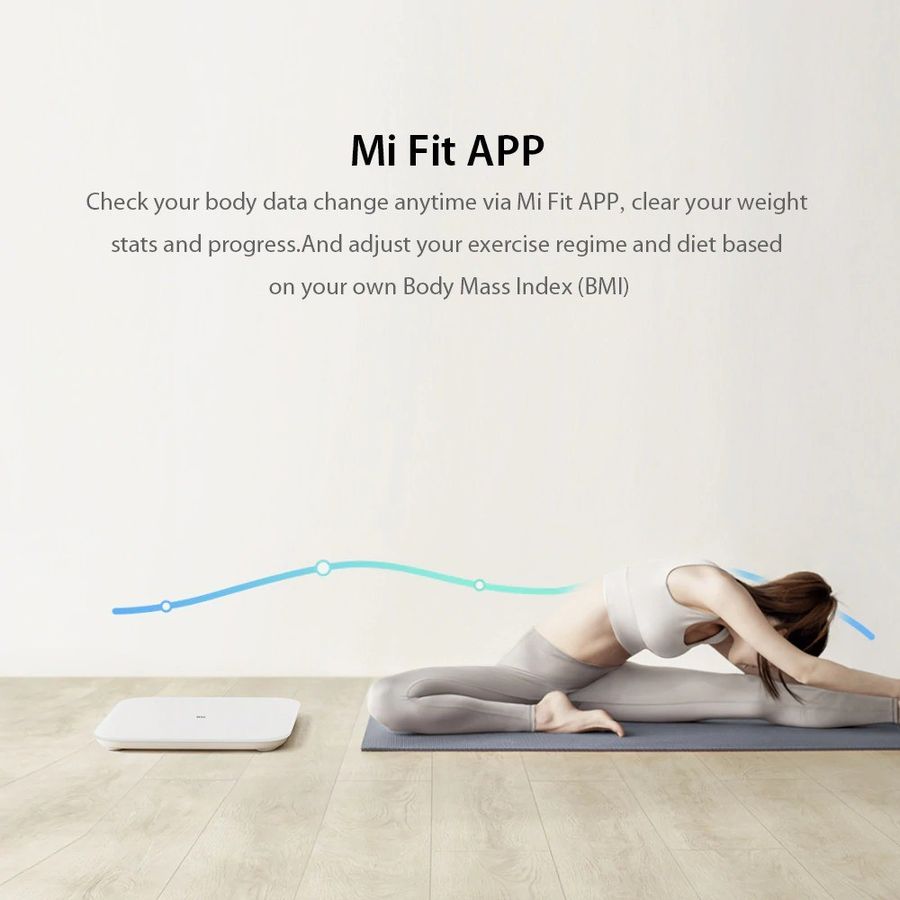 Mi Fit APP
Check your body data change anytime via Mi Fit APP, clear your weight
stats and progress.And adjust your exercise regime and diet based
on your own Body Mass Index (BMI)